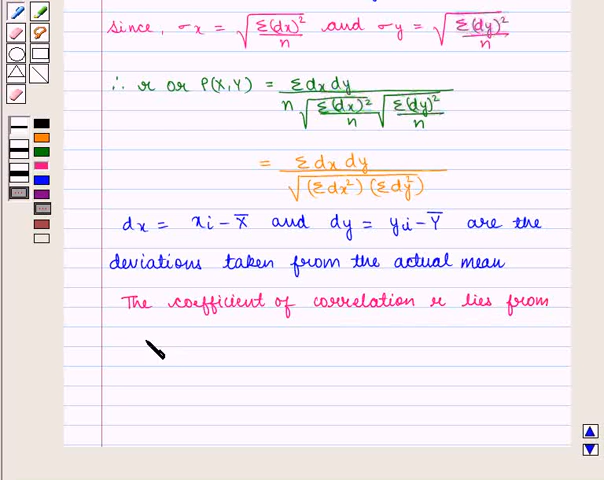 since, σx = √Σ(dx)²/n and σy = √Σ(dy)²/n
∴ r or ρ(X,Y) = Σdx dy / n √Σ(dx)²/n √Σ(dy)²/n
= Σdx dy / √(Σdx²)(Σdy²)
dx = xi - X̄ and dy = yi - Ȳ are the
deviations taken from the actual mean
The coefficient of correlation r lies from